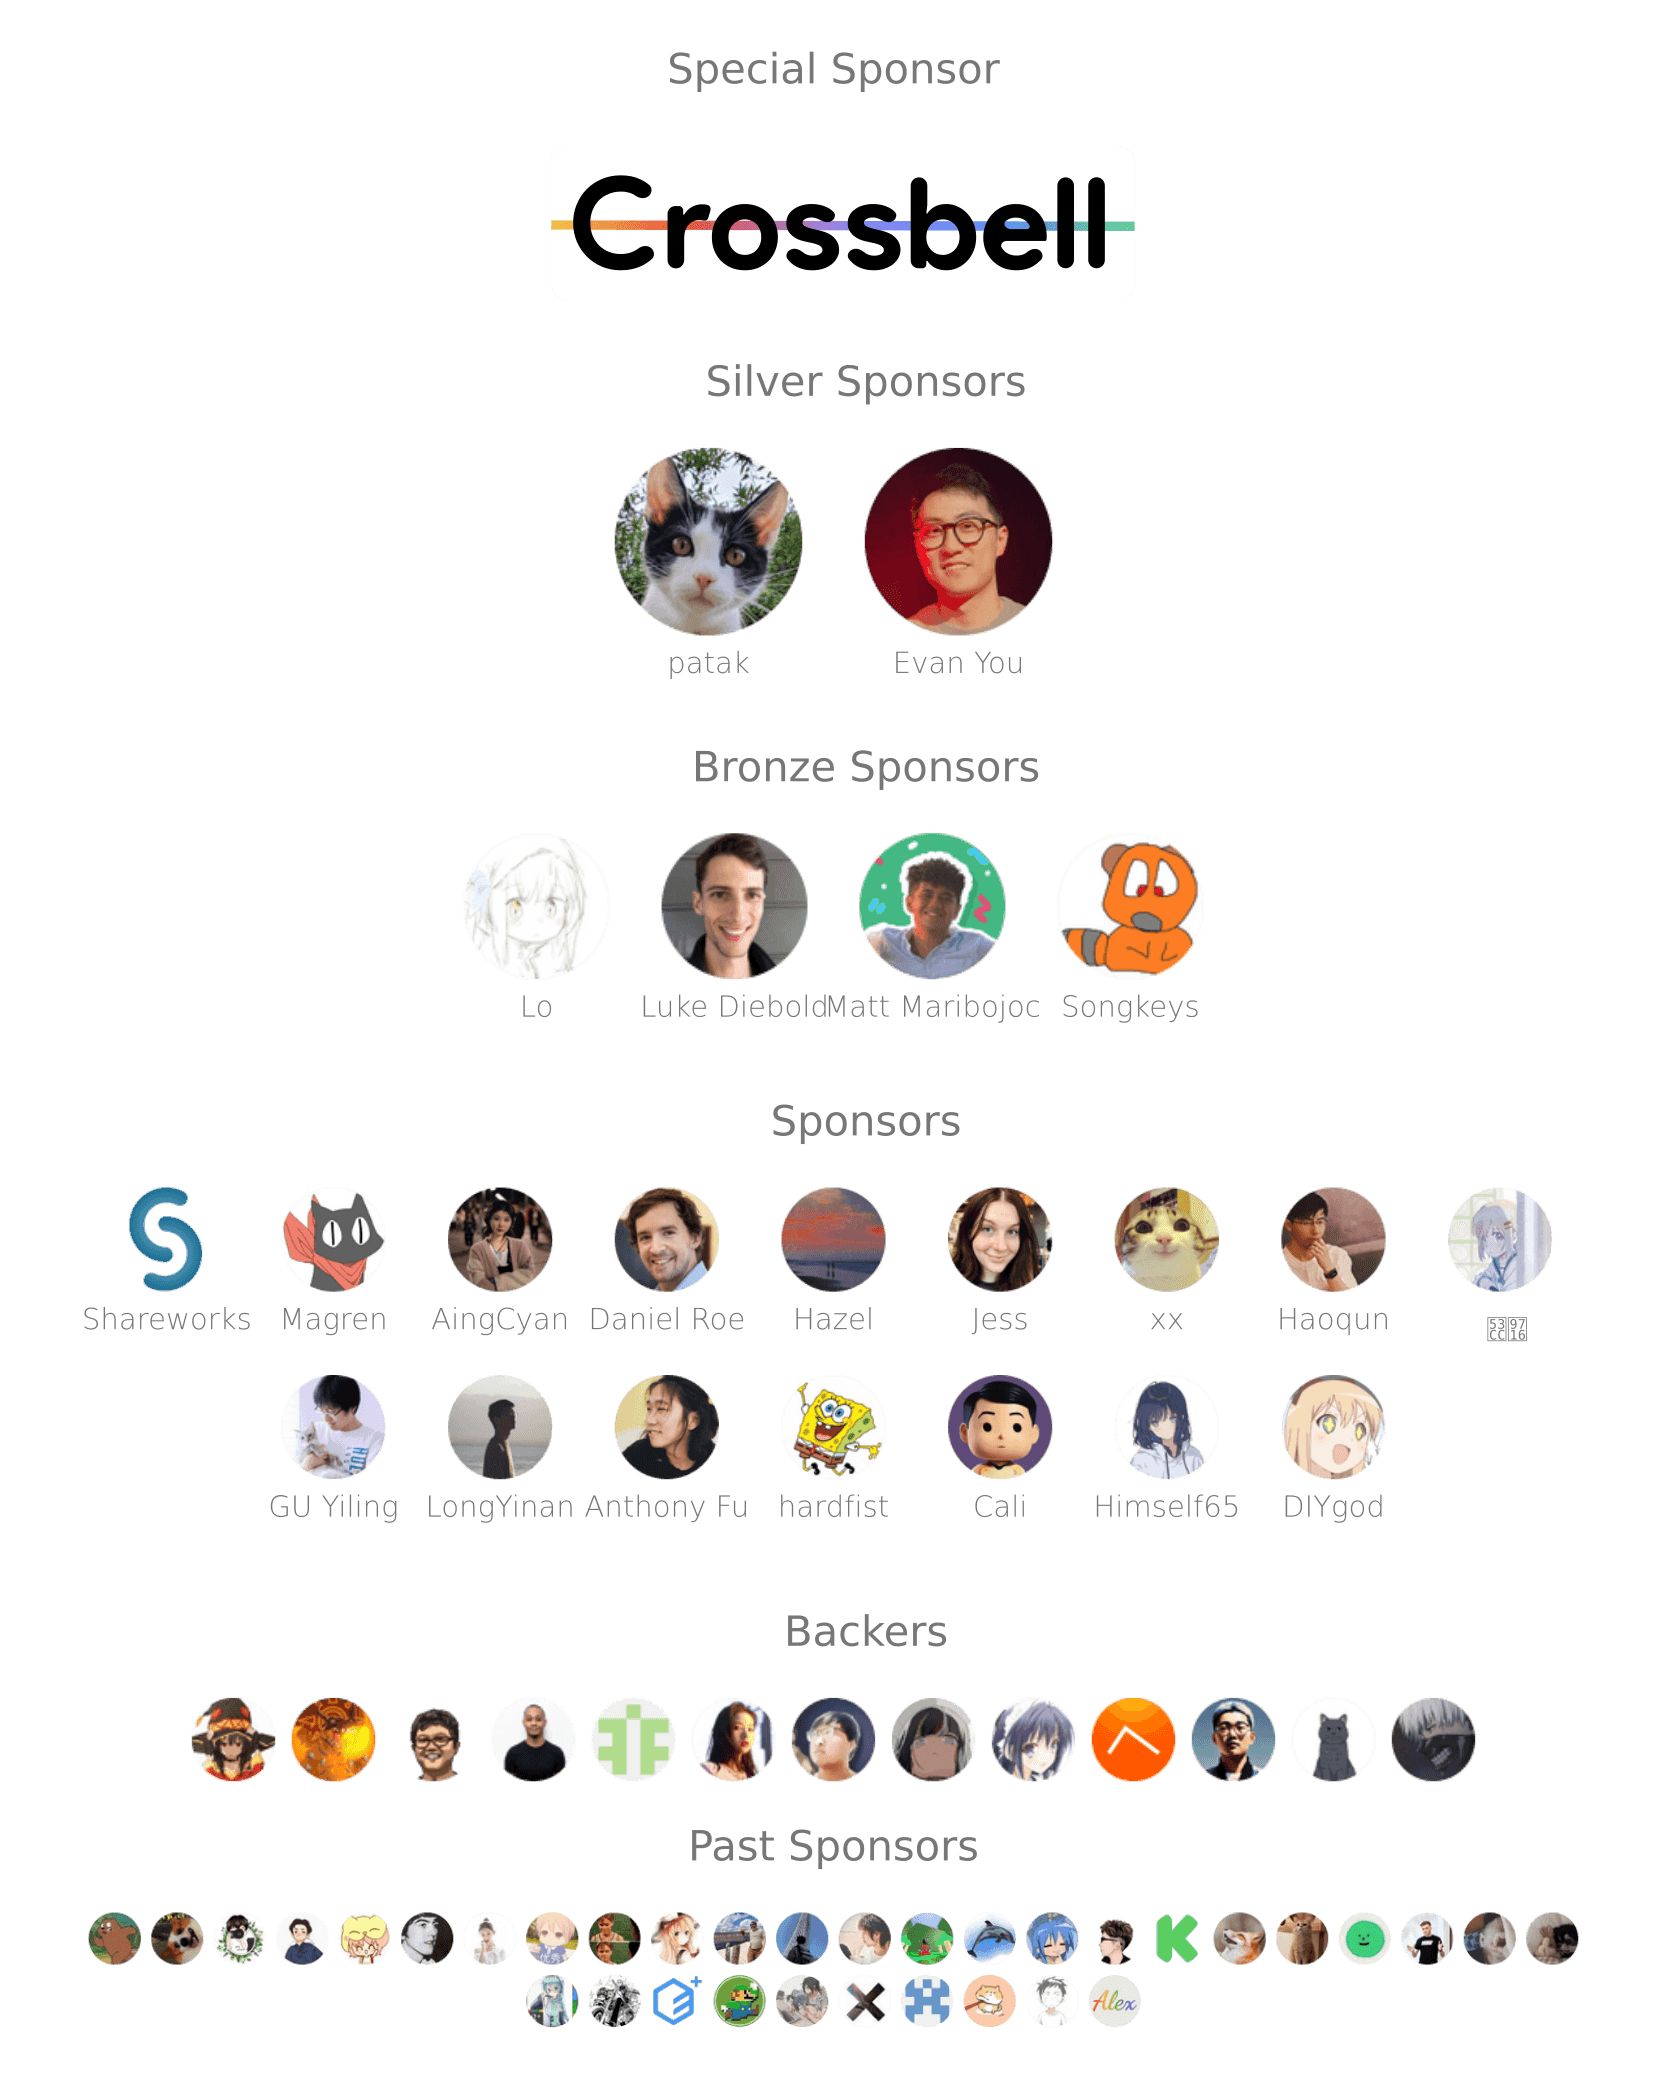 Special Sponsor
Crossbell
Silver Sponsors
patak Evan You
Bronze Sponsors
Lo Luke Diebold Matt Maribojoc Songkeys
Sponsors
Shareworks Magren AingCyan Daniel Roe Hazel Jess xx Haoqun
GU Yiling LongYinan Anthony Fu hardfist Cali Himself65 DIYgod
Backers
Past Sponsors
K
Alex